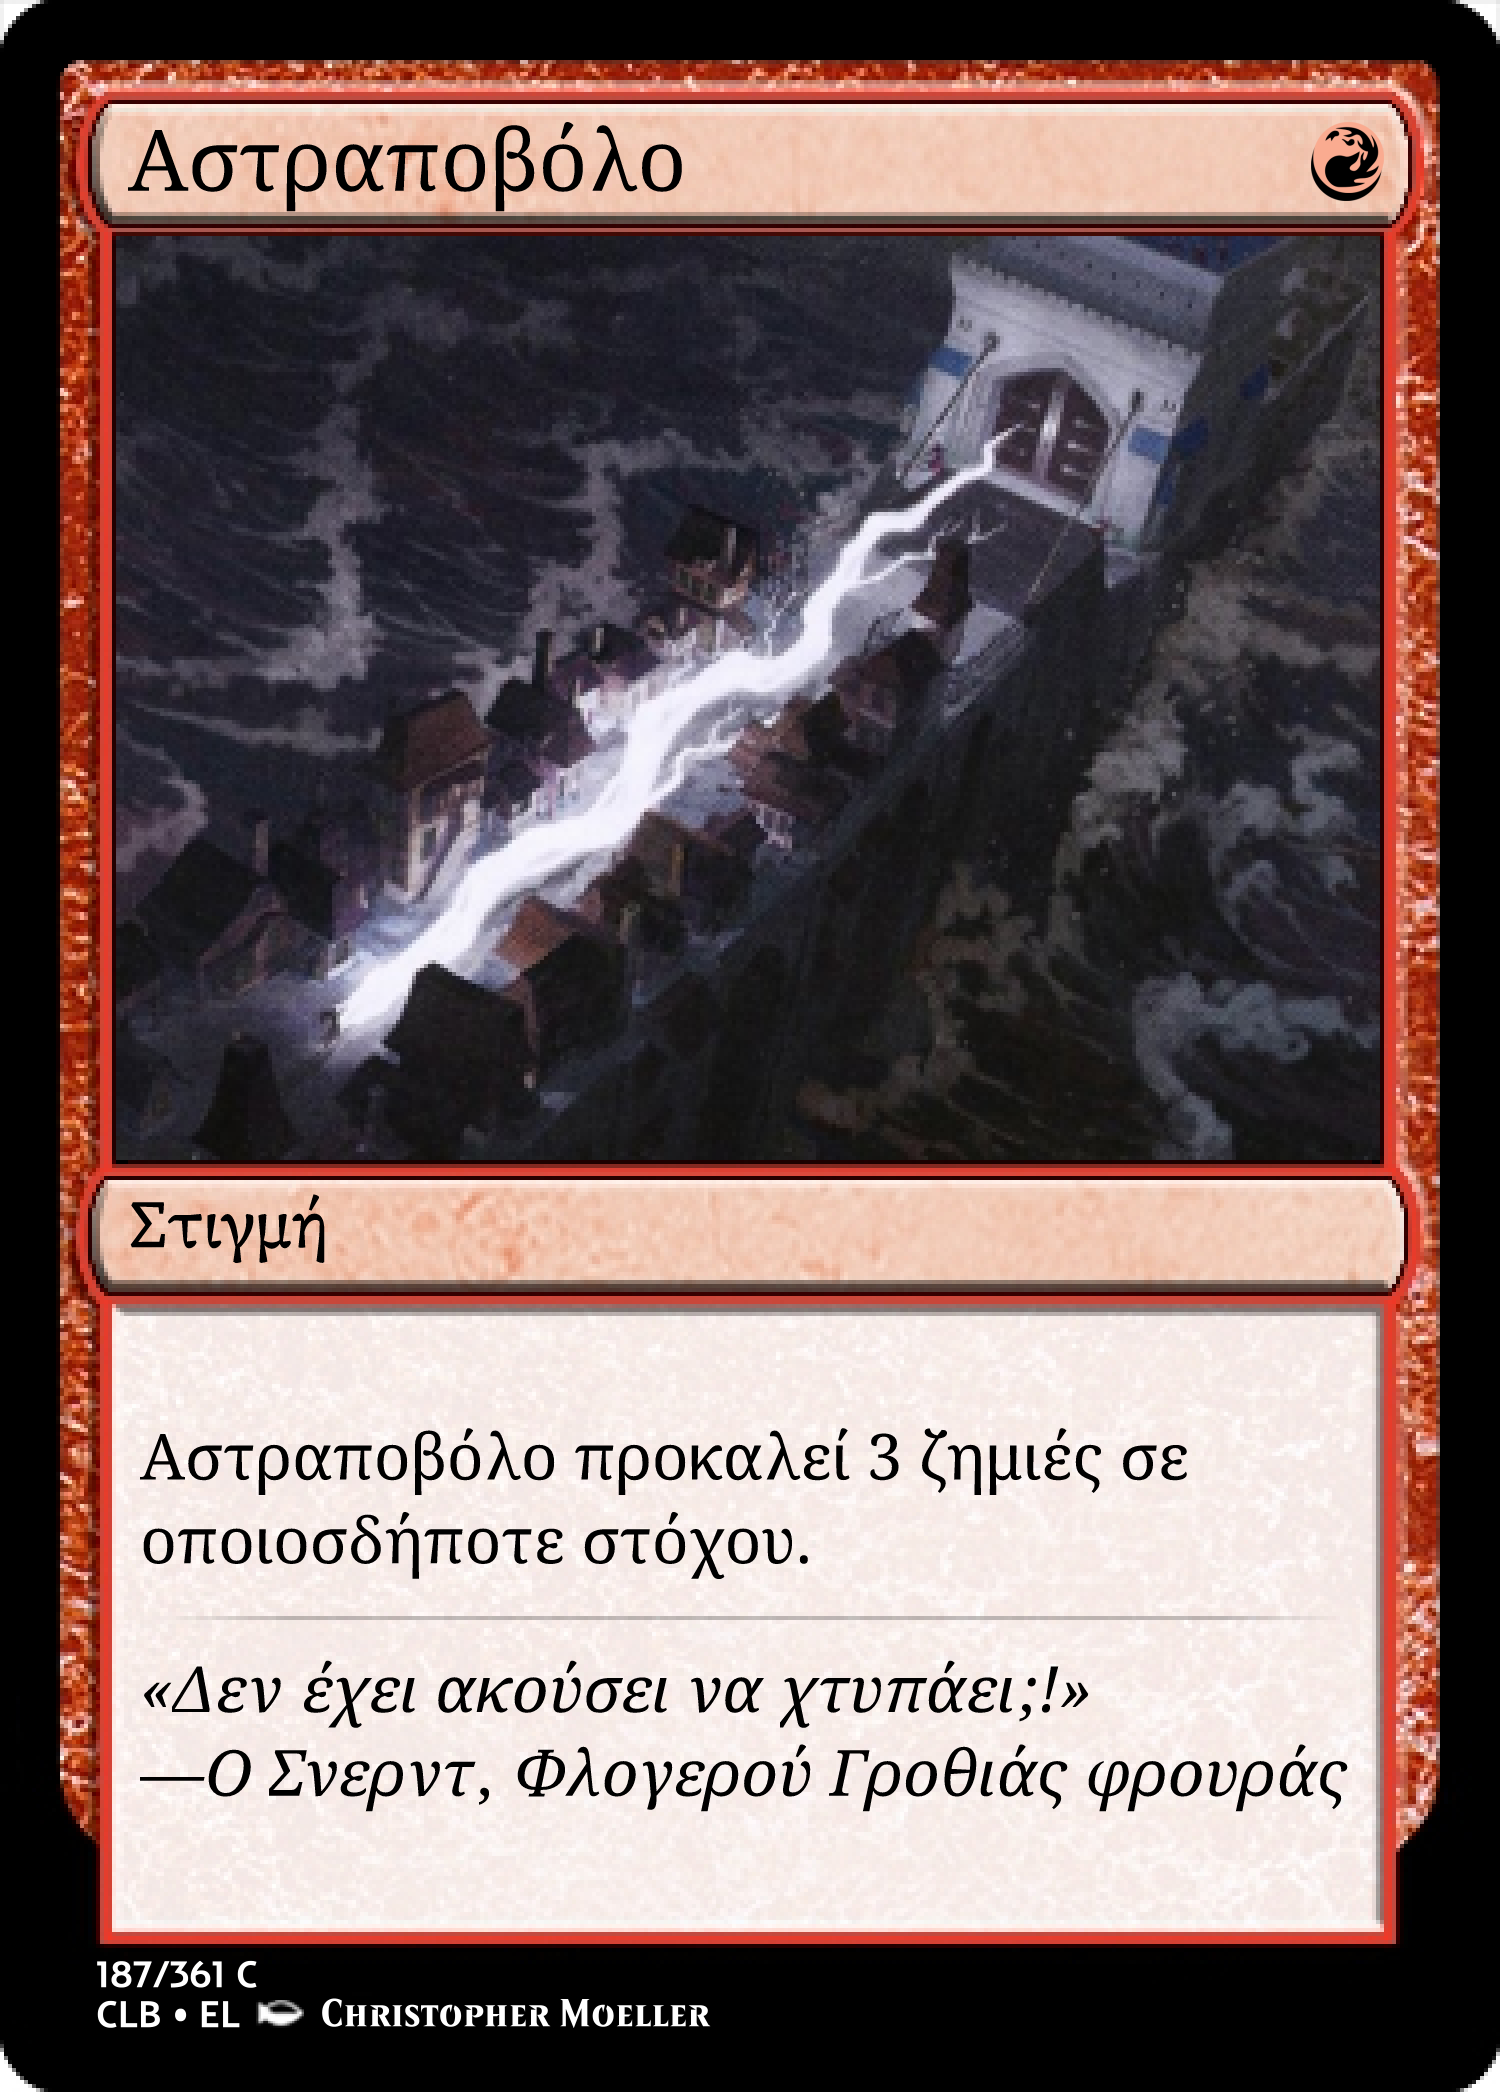 Αστραποβόλο
Στιγμή
Αστραποβόλο προκαλεί 3 ζημιές σε
οποιοσδήποτε στόχου.
«Δεν έχει ακούσει να χτυπάει;!»
—Ο Σνερντ, Φλογερού Γροθιάς φρουράς
187/361 C
CLB • EL Christopher Moeller